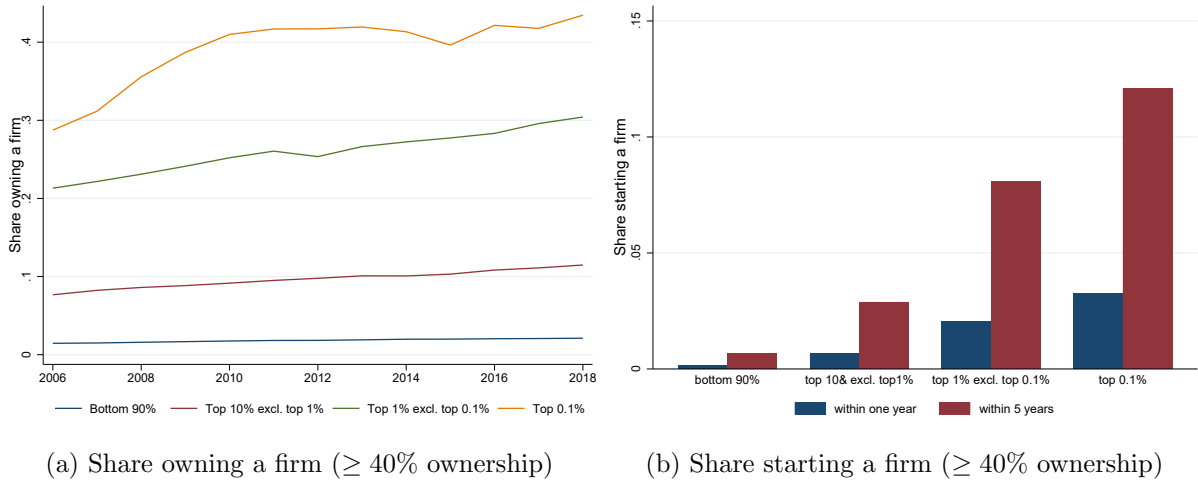 Share owning a firm
.4
.3
.2
.1
0
2006 2008 2010 2012 2014 2016 2018
Bottom 90% Top 10% excl. top 1% Top 1% excl. top 0.1% Top 0.1%
(a) Share owning a firm (≥ 40% ownership)
Share starting a firm
.15
.1
.05
0
bottom 90% top 10& excl. top1% top 1% excl. top 0.1% top 0.1%
within one year within 5 years
(b) Share starting a firm (≥ 40% ownership)